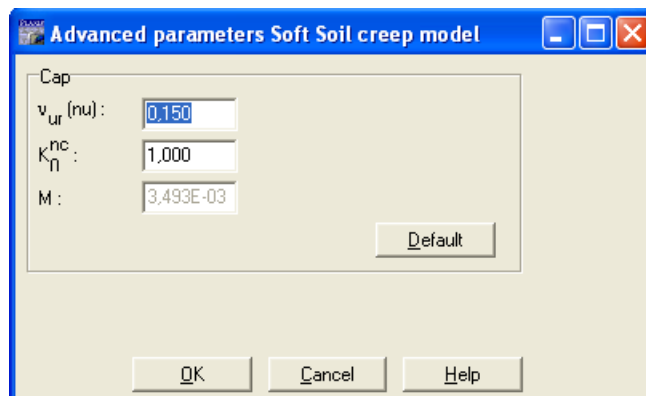 Advanced parameters Soft Soil creep model
Cap
νur (nu) : 0,150
K0nc : 1,000
M : 3,493E-03
Default
OK Cancel Help